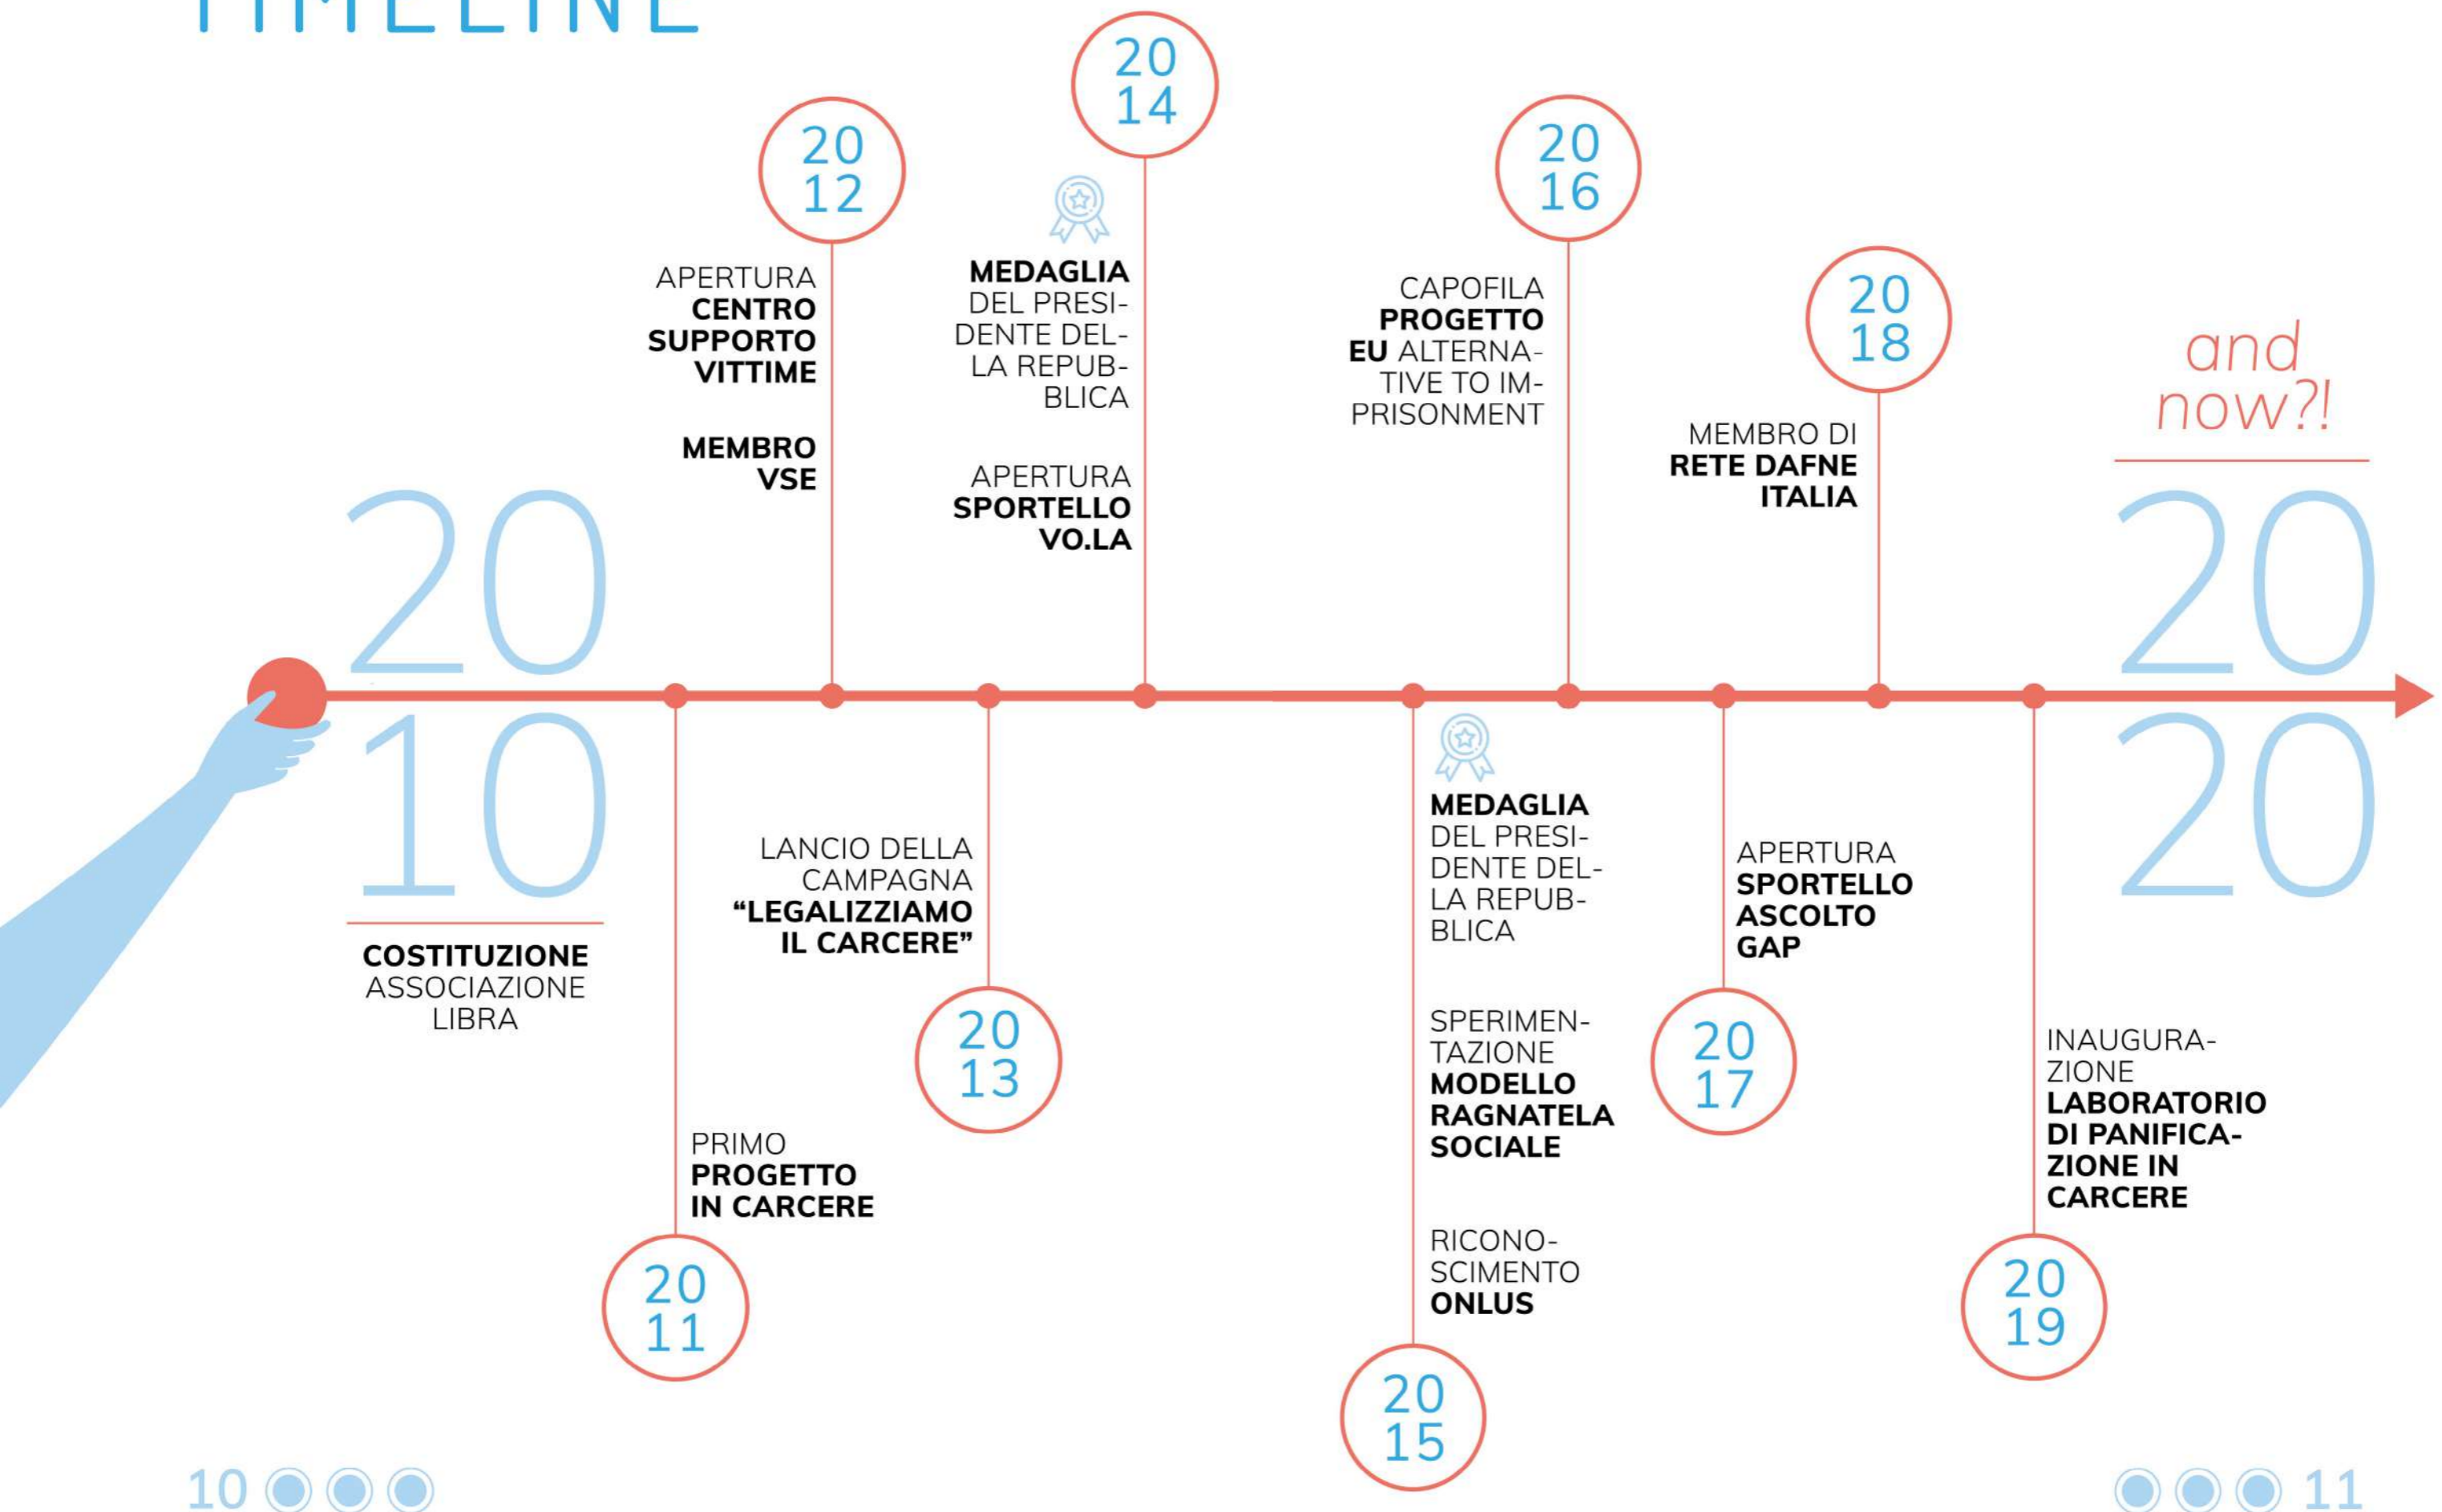 TIMELINE
20
10
COSTITUZIONE
ASSOCIAZIONE
LIBRA
PRIMO
PROGETTO
IN CARCERE
20
11
20
12
APERTURA
CENTRO
SUPPORTO
VITTIME
MEMBRO
VSE
LANCIO DELLA
CAMPAGNA
“LEGALIZZIAMO
IL CARCERE”
20
13
20
14
MEDAGLIA
DEL PRESI-
DENTE DEL-
LA REPUB-
BLICA
APERTURA
SPORTELLO
VO.LA
MEDAGLIA
DEL PRESI-
DENTE DEL-
LA REPUB-
BLICA
SPERIMEN-
TAZIONE
MODELLO
RAGNATELA
SOCIALE
RICONO-
SCIMENTO
ONLUS
20
15
20
16
CAPOFILA
PROGETTO
EU ALTERNA-
TIVE TO IM-
PRISONMENT
APERTURA
SPORTELLO
ASCOLTO
GAP
20
17
20
18
MEMBRO DI
RETE DAFNE
ITALIA
INAUGURA-
ZIONE
LABORATORIO
DI PANIFICA-
ZIONE IN
CARCERE
20
19
and
now?!
20
20
10
11